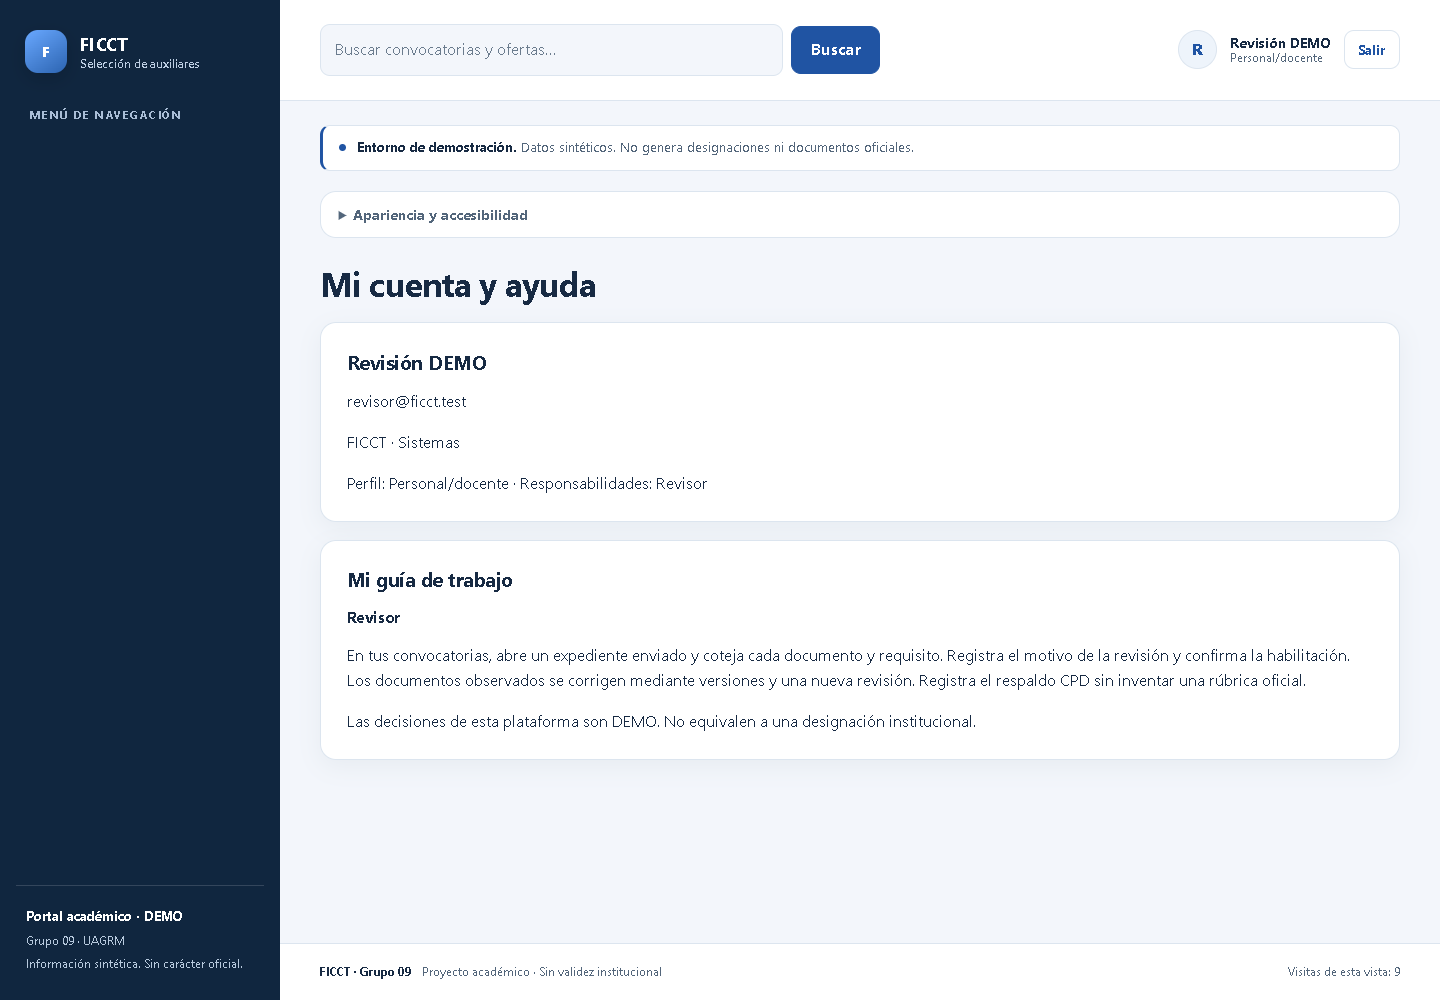 F
FICCT
Selección de auxiliares
MENÚ DE NAVEGACIÓN
Portal académico · DEMO
Grupo 09 · UAGRM
Información sintética. Sin carácter oficial.
Buscar convocatorias y ofertas...
Buscar
R
Revisión DEMO
Personal/docente
Salir
Entorno de demostración. Datos sintéticos. No genera designaciones ni documentos oficiales.
Apariencia y accesibilidad
Mi cuenta y ayuda
Revisión DEMO
revisor@ficct.test
FICCT · Sistemas
Perfil: Personal/docente · Responsabilidades: Revisor
Mi guía de trabajo
Revisor
En tus convocatorias, abre un expediente enviado y coteja cada documento y requisito. Registra el motivo de la revisión y confirma la habilitación.
Los documentos observados se corrigen mediante versiones y una nueva revisión. Registra el respaldo CPD sin inventar una rúbrica oficial.
Las decisiones de esta plataforma son DEMO. No equivalen a una designación institucional.
FICCT · Grupo 09 Proyecto académico · Sin validez institucional
Visitas de esta vista: 9